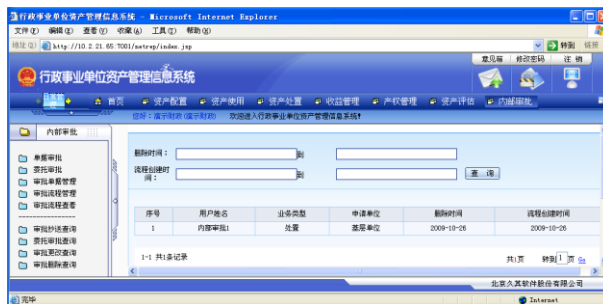 行政事业单位资产管理信息系统 - Microsoft Internet Explorer
文件(F) 编辑(E) 查看(V) 收藏(A) 工具(T) 帮助(H)
地址(D) http://10.2.21.65:7001/netrep/index.jsp 转到 链接
意见箱 修改密码 注 销
行政事业单位资产管理信息系统
首页 资产配置 资产使用 资产处置 收益管理 产权管理 资产评估 内部审批
您好：演示财政(演示财政) 欢迎进入行政事业单位资产管理信息系统!
内部审批
单据审批
委托审批
审批单据管理
审批流程管理
审批流程查看
----------------
审批抄送查询
委托审批查询
审批更改查询
审批删除查询
删除时间： 到
流程创建时间： 到 查 询
序号 用户姓名 业务类型 申请单位 删除时间 流程创建时间
1 内部审批1 处置 基层单位 2009-10-26 2009-10-26
1-1 共1条记录 共1页 转到 1 页 Go
北京久其软件股份有限公司
完毕 Internet